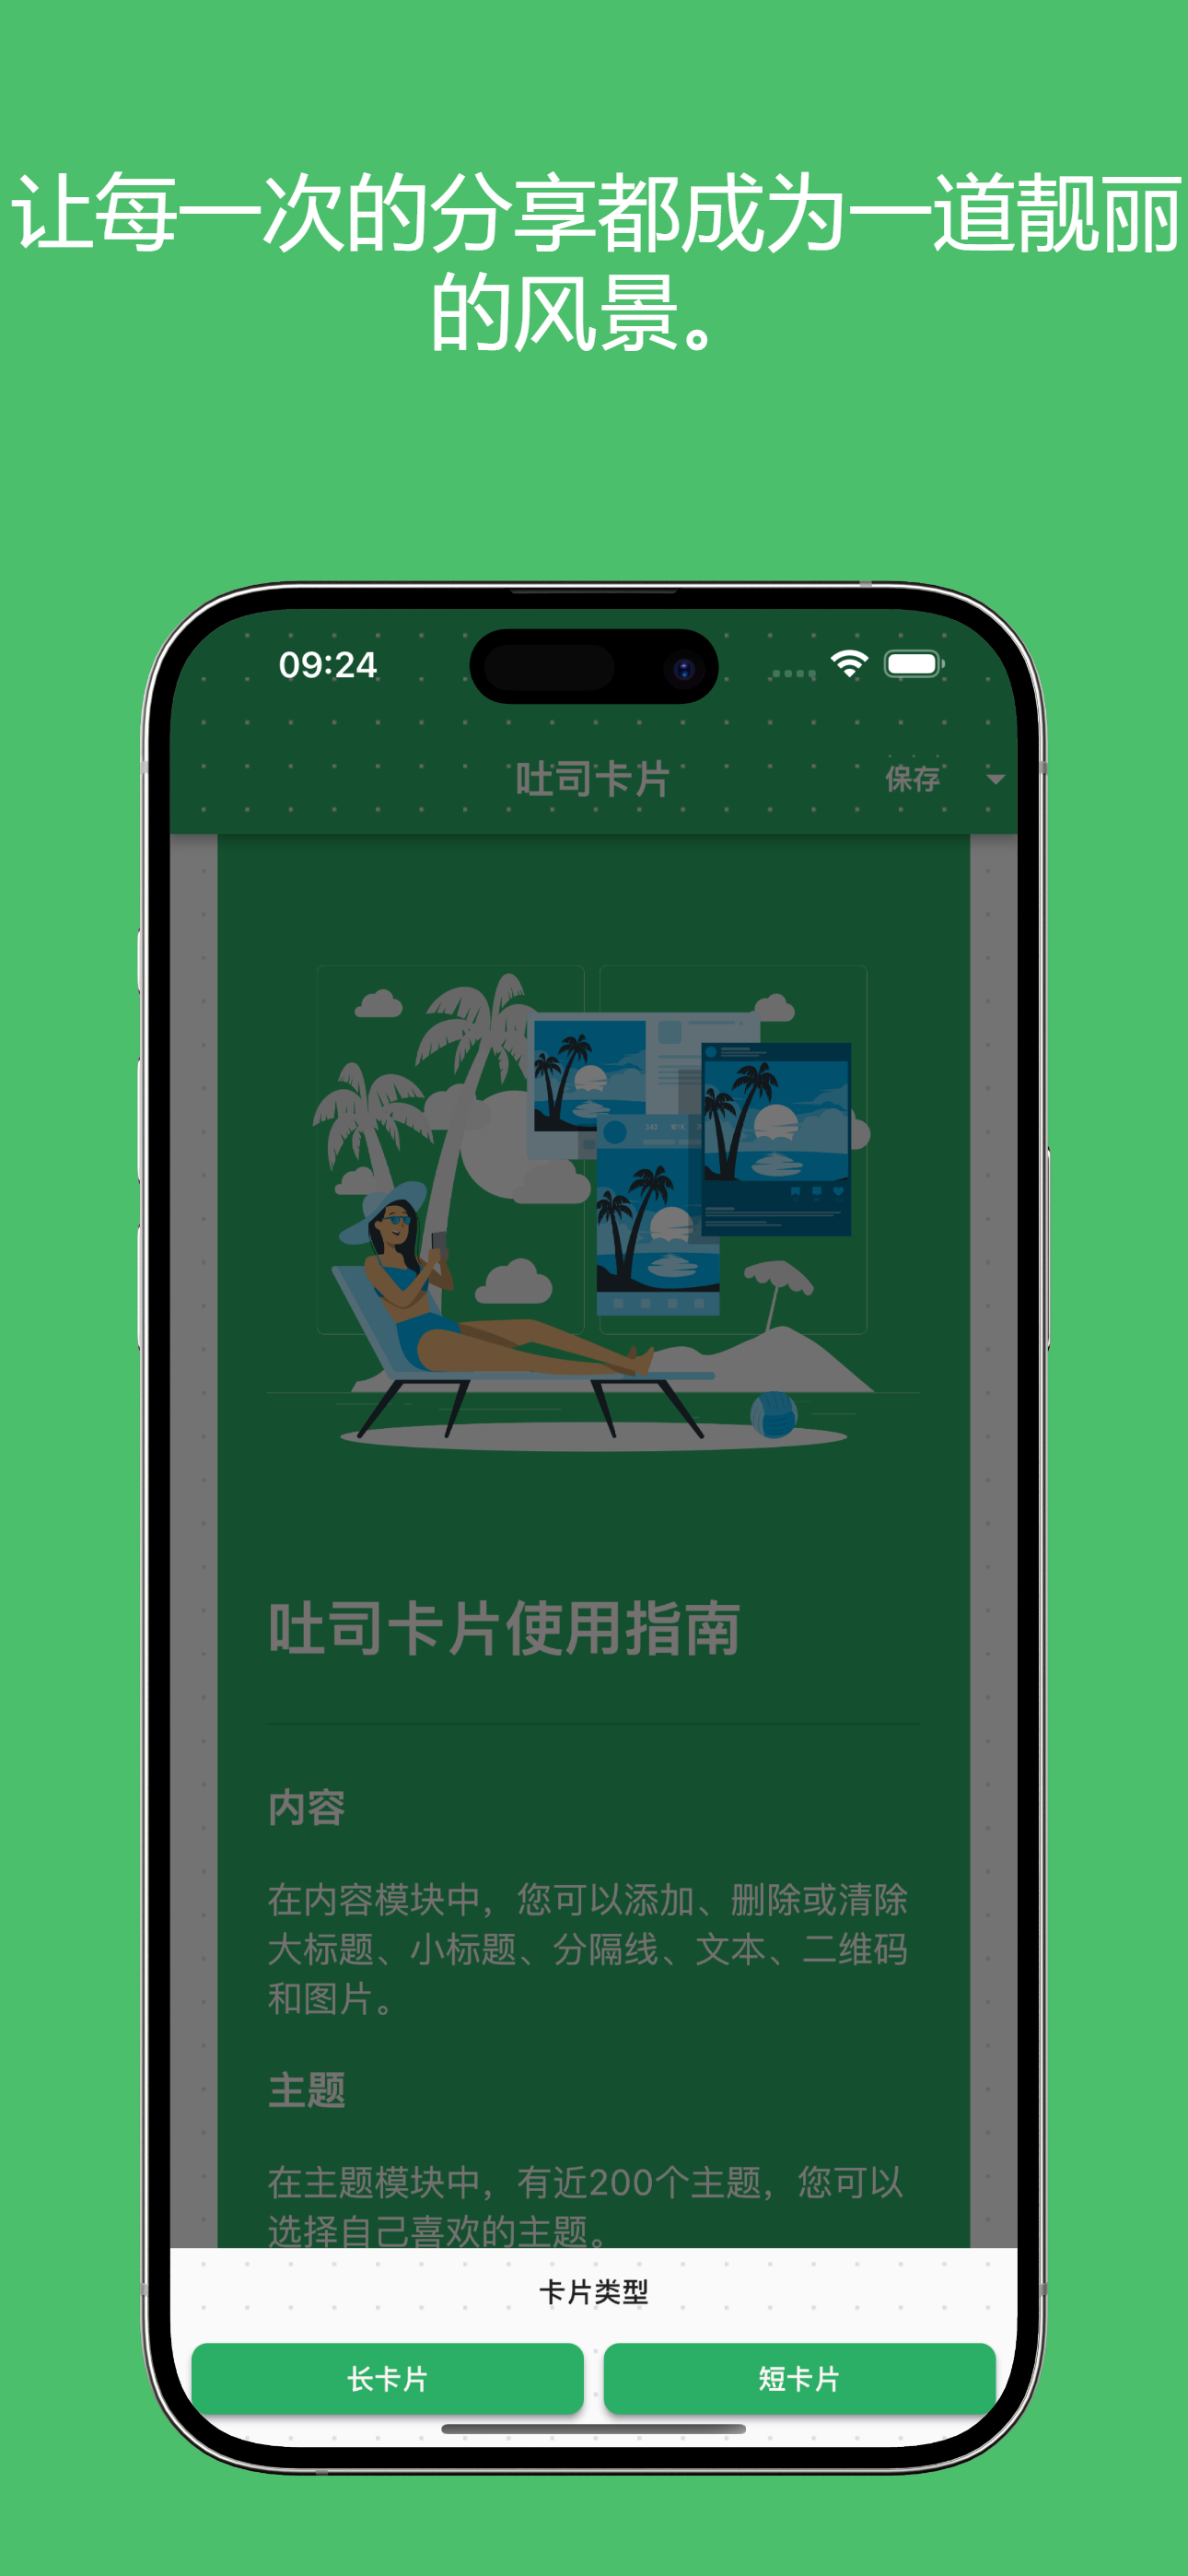 让每一次的分享都成为一道靓丽
的风景。
09:24
吐司卡片
保存
吐司卡片使用指南
内容
在内容模块中，您可以添加、删除或清除
大标题、小标题、分隔线、文本、二维码
和图片。
主题
在主题模块中，有近200个主题，您可以
选择自己喜欢的主题。
卡片类型
长卡片
短卡片